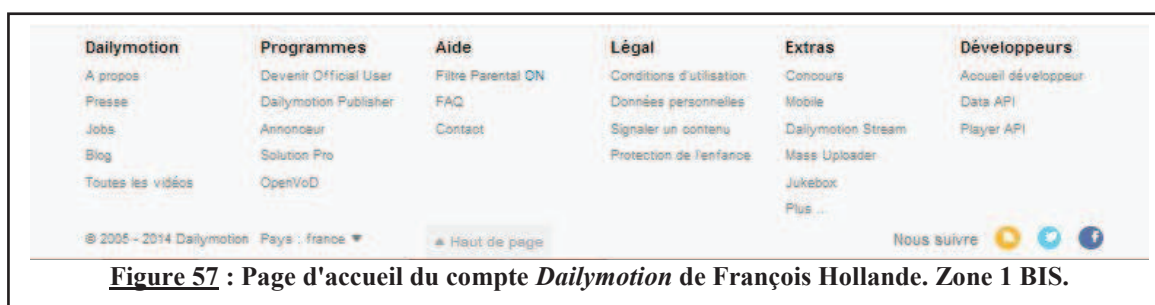 Dailymotion Programmes Aide Légal Extras Développeurs
A propos Devenir Official User Filtre Parental ON Conditions d'utilisation Concours Accueil développeur
Presse Dailymotion Publisher FAQ Données personnelles Mobile Data API
Jobs Annonceur Contact Signaler un contenu Dailymotion Stream Player API
Blog Solution Pro Protection de l'enfance Mass Uploader
Toutes les vidéos OpenVoD Jukebox
Plus ...
© 2005 - 2014 Dailymotion Pays : france ▼ ▲ Haut de page Nous suivre
Figure 57 : Page d'accueil du compte Dailymotion de François Hollande. Zone 1 BIS.